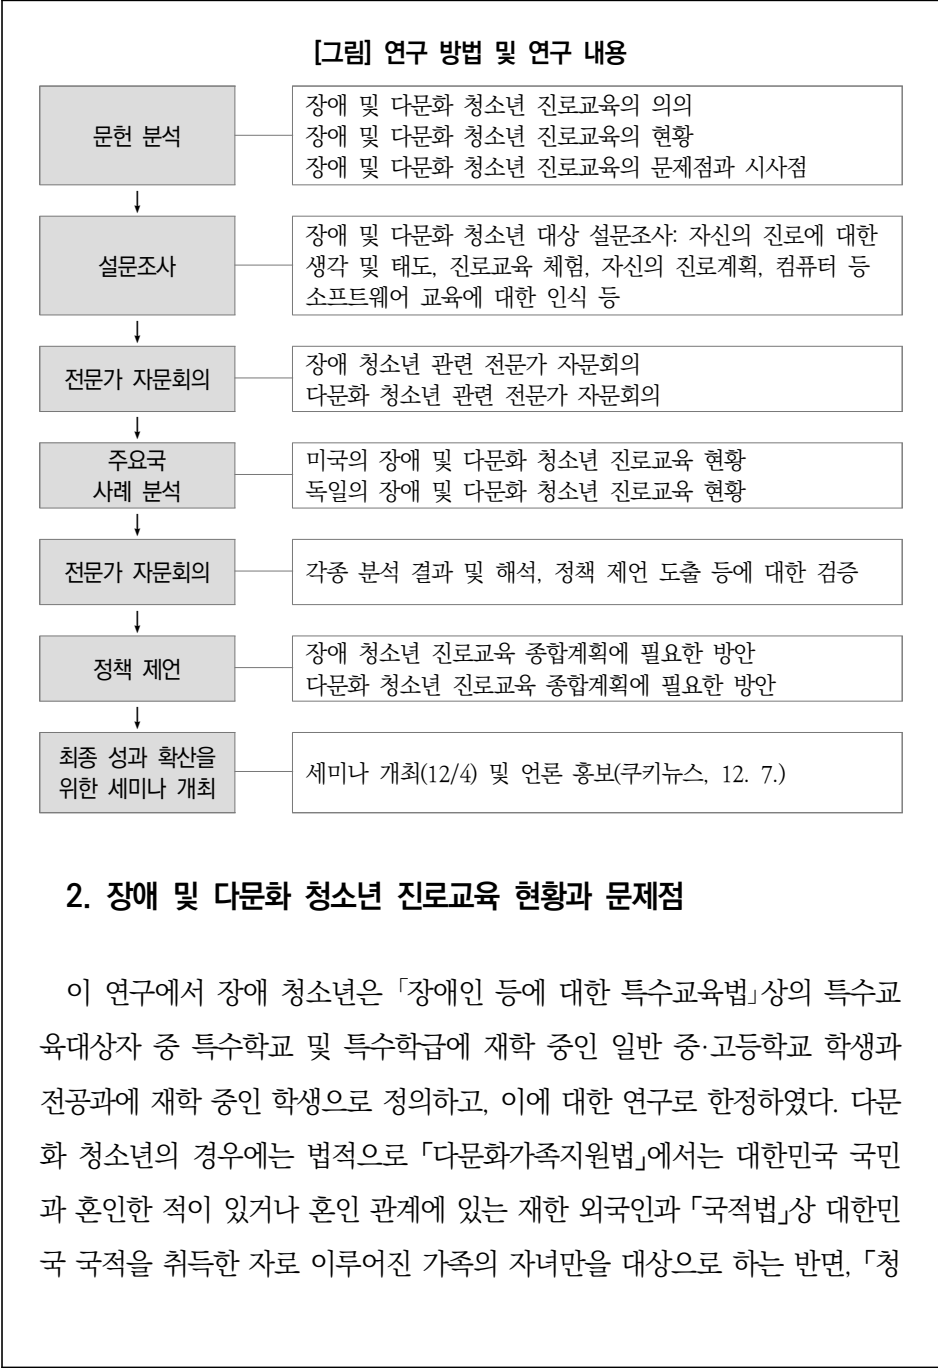 [그림] 연구 방법 및 연구 내용
문헌 분석
장애 및 다문화 청소년 진로교육의 의의
장애 및 다문화 청소년 진로교육의 현황
장애 및 다문화 청소년 진로교육의 문제점과 시사점
설문조사
장애 및 다문화 청소년 대상 설문조사: 자신의 진로에 대한
생각 및 태도, 진로교육 체험, 자신의 진로계획, 컴퓨터 등
소프트웨어 교육에 대한 인식 등
전문가 자문회의
장애 청소년 관련 전문가 자문회의
다문화 청소년 관련 전문가 자문회의
주요국
사례 분석
미국의 장애 및 다문화 청소년 진로교육 현황
독일의 장애 및 다문화 청소년 진로교육 현황
전문가 자문회의
각종 분석 결과 및 해석, 정책 제언 도출 등에 대한 검증
정책 제언
장애 청소년 진로교육 종합계획에 필요한 방안
다문화 청소년 진로교육 종합계획에 필요한 방안
최종 성과 확산을
위한 세미나 개최
세미나 개최(12/4) 및 언론 홍보(쿠키뉴스, 12. 7.)
2. 장애 및 다문화 청소년 진로교육 현황과 문제점
이 연구에서 장애 청소년은 「장애인 등에 대한 특수교육법」상의 특수교
육대상자 중 특수학교 및 특수학급에 재학 중인 일반 중·고등학교 학생과
전공과에 재학 중인 학생으로 정의하고, 이에 대한 연구로 한정하였다. 다문
화 청소년의 경우에는 법적으로 「다문화가족지원법」에서는 대한민국 국민
과 혼인한 적이 있거나 혼인 관계에 있는 재한 외국인과 「국적법」상 대한민
국 국적을 취득한 자로 이루어진 가족의 자녀만을 대상으로 하는 반면, 「청